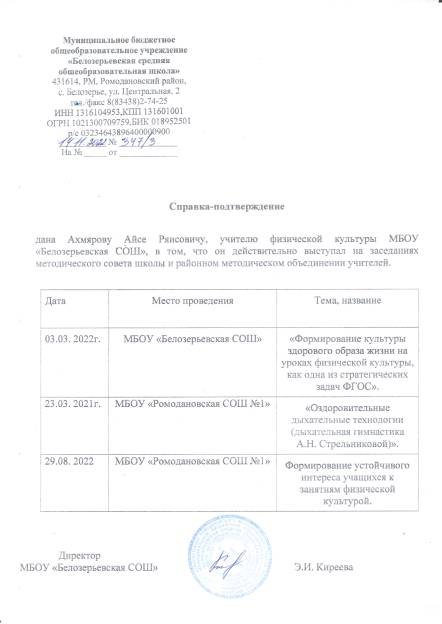 Муниципальное бюджетное
общеобразовательное учреждение
«Белозерьевская средняя
общеобразовательная школа»
431614, РМ, Ромодановский район,
с. Белозерье, ул. Центральная, 2
тел./факс 8(83438)2-74-25
ИНН 1316104953,КПП 131601001
ОГРН 1021300709759,БИК 018952501
р/с 03234643896400000900
19.11.2022 № 347/3
На № ______ от ____________
Справка-подтверждение
дана Ахмярову Айсе Рянсовичу, учителю физической культуры МБОУ
«Белозерьевская СОШ», в том, что он действительно выступал на заседаниях
методического совета школы и районном методическом объединении учителей.
Дата Место проведения Тема, название
03.03. 2022г. МБОУ «Белозерьевская СОШ» «Формирование культуры
здорового образа жизни на
уроках физической культуры,
как одна из стратегических
задач ФГОС».
23.03. 2021г. МБОУ «Ромодановская СОШ №1» «Оздоровительные
дыхательные технологии
(дыхательная гимнастика
А.Н. Стрельниковой)».
29.08. 2022 МБОУ «Ромодановская СОШ №1» Формирование устойчивого
интереса учащихся к
занятиям физической
культурой.
Директор
МБОУ «Белозерьевская СОШ» Э.И. Киреева